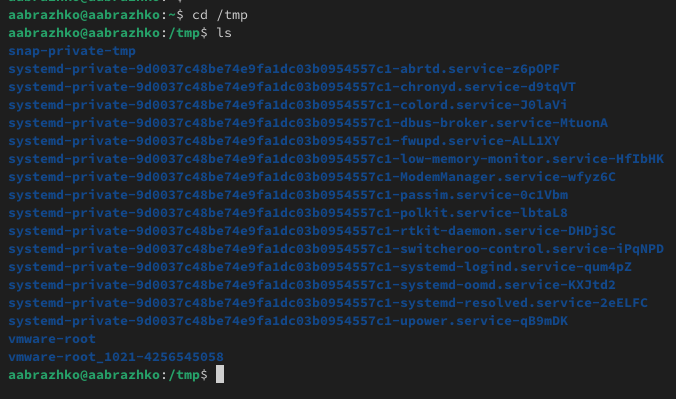 aabrazhko@aabrazhko:~$ cd /tmp
aabrazhko@aabrazhko:/tmp$ ls
snap-private-tmp
systemd-private-9d0037c48be74e9fa1dc03b0954557c1-abrtd.service-z6pOPF
systemd-private-9d0037c48be74e9fa1dc03b0954557c1-chronyd.service-d9tqVT
systemd-private-9d0037c48be74e9fa1dc03b0954557c1-colord.service-J0laVi
systemd-private-9d0037c48be74e9fa1dc03b0954557c1-dbus-broker.service-MtuonA
systemd-private-9d0037c48be74e9fa1dc03b0954557c1-fwupd.service-ALL1XY
systemd-private-9d0037c48be74e9fa1dc03b0954557c1-low-memory-monitor.service-HfIbHK
systemd-private-9d0037c48be74e9fa1dc03b0954557c1-ModemManager.service-wfyz6C
systemd-private-9d0037c48be74e9fa1dc03b0954557c1-passim.service-0c1Vbm
systemd-private-9d0037c48be74e9fa1dc03b0954557c1-polkit.service-lbtaL8
systemd-private-9d0037c48be74e9fa1dc03b0954557c1-rtkit-daemon.service-DHDjSC
systemd-private-9d0037c48be74e9fa1dc03b0954557c1-switcheroo-control.service-iPqNPD
systemd-private-9d0037c48be74e9fa1dc03b0954557c1-systemd-logind.service-qum4pZ
systemd-private-9d0037c48be74e9fa1dc03b0954557c1-systemd-oomd.service-KXJtd2
systemd-private-9d0037c48be74e9fa1dc03b0954557c1-systemd-resolved.service-2eELFC
systemd-private-9d0037c48be74e9fa1dc03b0954557c1-upower.service-qB9mDK
vmware-root
vmware-root_1021-4256545058
aabrazhko@aabrazhko:/tmp$